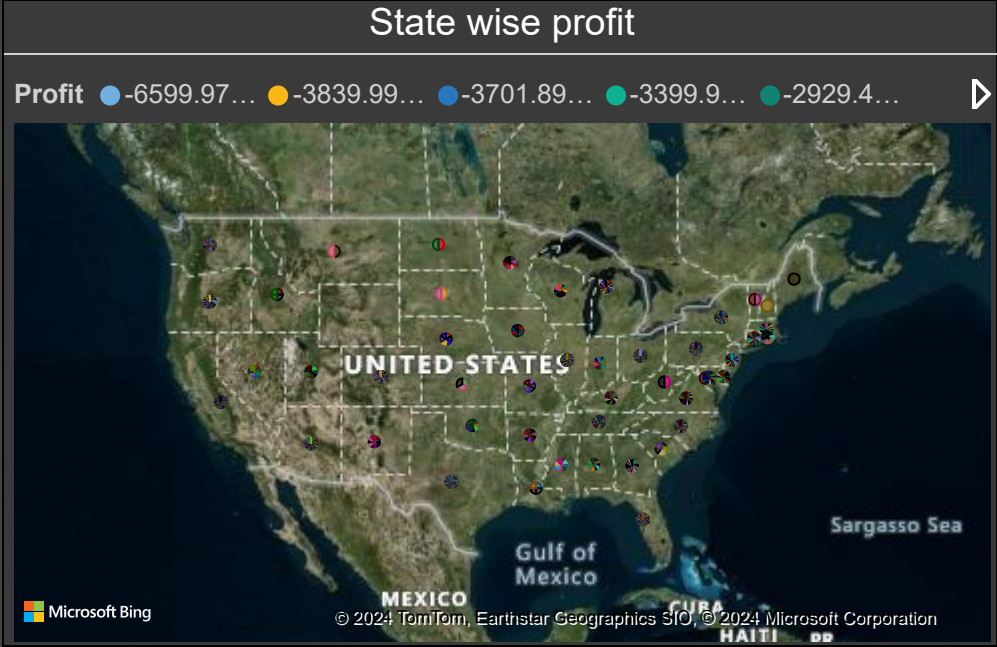 State wise profit
Profit -6599.97... -3839.99... -3701.89... -3399.9... -2929.4...
UNITED STATES
Sargasso Sea
Gulf of
Mexico
MEXICO
CUBA
HAITI PR
Microsoft Bing
© 2024 TomTom, Earthstar Geographics SIO, © 2024 Microsoft Corporation